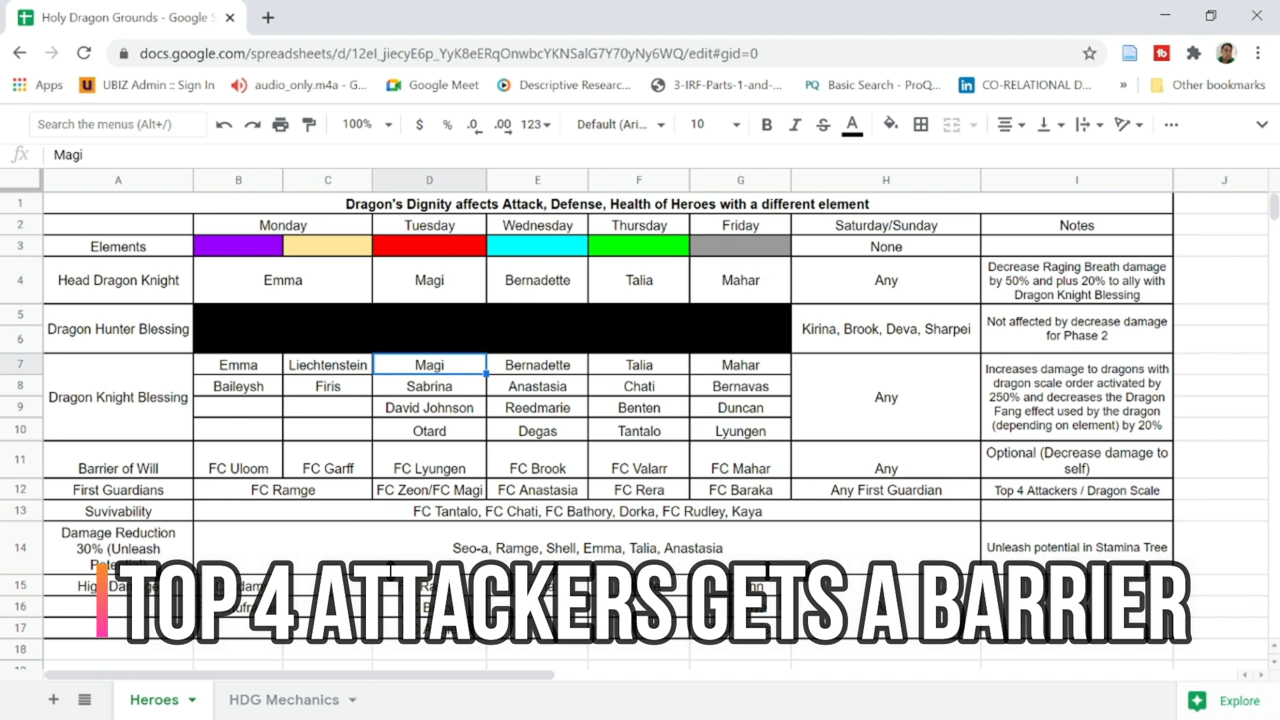 Holy Dragon Grounds - Google S
docs.google.com/spreadsheets/d/12eI_jiecyE6p_YyK8eERqOnwbcYKNSalG7Y70yNy6WQ/edit#gid=0
Apps UBIZ Admin :: Sign In audio_only.m4a - G... Google Meet Descriptive Researc... 3-IRF-Parts-1-and-... PQ Basic Search - ProQ... in CO-RELATIONAL D... » Other bookmarks
Search the menus (Alt+/) 100% $ % .0 .00 123 Default (Ari... 10 B I S A ...
fx Magi
A B C D E F G H I J
1 Dragon's Dignity affects Attack, Defense, Health of Heroes with a different element
2 Monday Tuesday Wednesday Thursday Friday Saturday/Sunday Notes
3 Elements None
4 Head Dragon Knight Emma Magi Bernadette Talia Mahar Any Decrease Raging Breath damage
by 50% and plus 20% to ally with
Dragon Knight Blessing
5
6 Dragon Hunter Blessing Kirina, Brook, Deva, Sharpei Not affected by decrease damage
for Phase 2
7 Emma Liechtenstein Magi Bernadette Talia Mahar
8 Baileysh Firis Sabrina Anastasia Chati Bernavas
9 David Johnson Reedmarie Benten Duncan
10 Otard Degas Tantalo Lyungen
Dragon Knight Blessing Any Increases damage to dragons with
dragon scale order activated by
250% and decreases the Dragon
Fang effect used by the dragon
(depending on element) by 20%
11 Barrier of Will FC Uloom FC Garff FC Lyungen FC Brook FC Valarr FC Mahar Any Optional (Decrease damage to
self)
12 First Guardians FC Ramge FC Zeon/FC Magi FC Anastasia FC Rera FC Baraka Any First Guardian Top 4 Attackers / Dragon Scale
13 Suvivability FC Tantalo, FC Chati, FC Bathory, Dorka, FC Rudley, Kaya
14 Damage Reduction
30% (Unleash
Seo-a, Ramge, Shell, Emma, Talia, Anastasia Unleash potential in Stamina Tree
15
16
17
18
TOP 4 ATTACKERS GETS A BARRIER
Heroes HDG Mechanics Explore